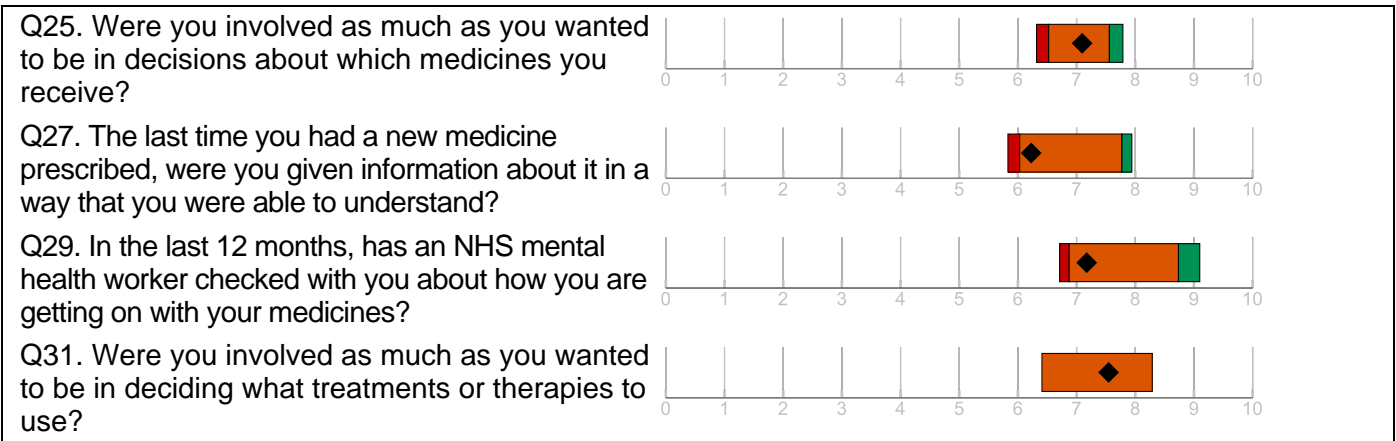 Q25. Were you involved as much as you wanted
to be in decisions about which medicines you
receive?
0 1 2 3 4 5 6 7 8 9 10
Q27. The last time you had a new medicine
prescribed, were you given information about it in a
way that you were able to understand?
0 1 2 3 4 5 6 7 8 9 10
Q29. In the last 12 months, has an NHS mental
health worker checked with you about how you are
getting on with your medicines?
0 1 2 3 4 5 6 7 8 9 10
Q31. Were you involved as much as you wanted
to be in deciding what treatments or therapies to
use?
0 1 2 3 4 5 6 7 8 9 10